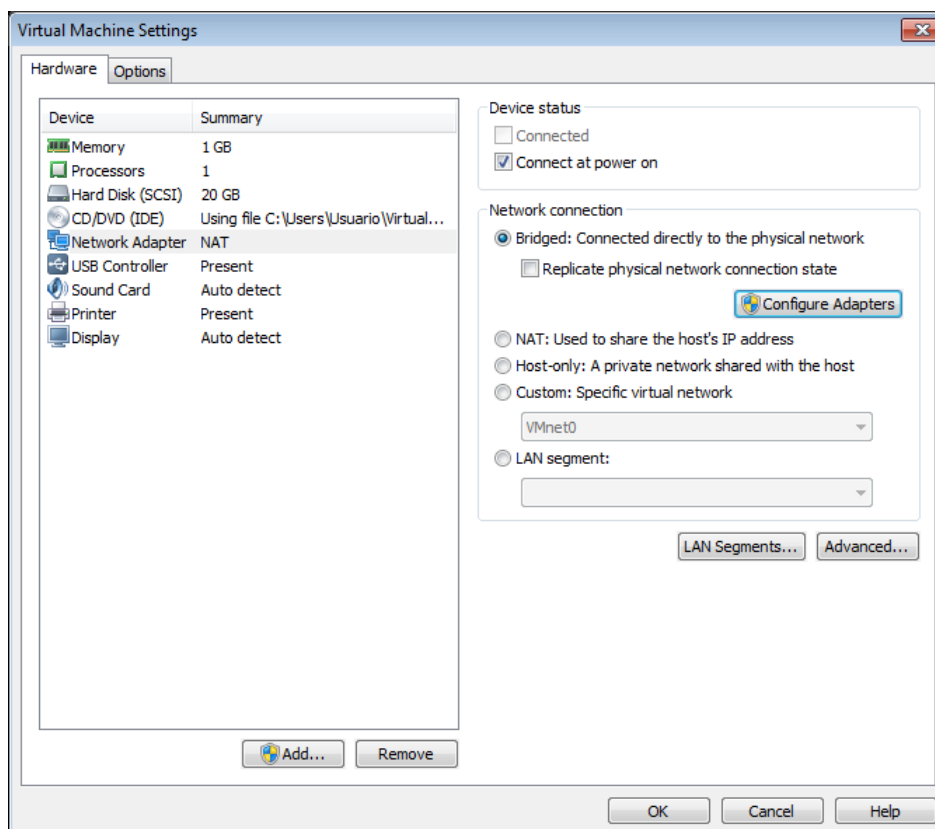 Virtual Machine Settings
Hardware
Options
Device Summary
Memory 1 GB
Processors 1
Hard Disk (SCSI) 20 GB
CD/DVD (IDE) Using file C:\Users\Usuario\Virtual...
Network Adapter NAT
USB Controller Present
Sound Card Auto detect
Printer Present
Display Auto detect
Add...
Remove
Device status
Connected
Connect at power on
Network connection
Bridged: Connected directly to the physical network
Replicate physical network connection state
Configure Adapters
NAT: Used to share the host's IP address
Host-only: A private network shared with the host
Custom: Specific virtual network
VMnet0
LAN segment:
LAN Segments...
Advanced...
OK
Cancel
Help